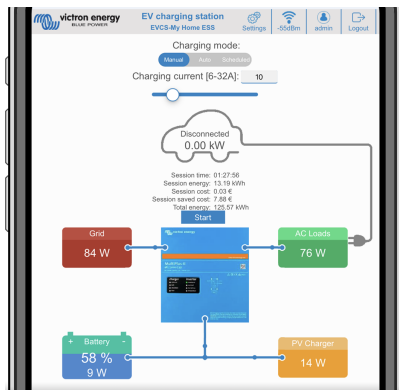 victron energy
BLUE POWER
EV charging station
EVCS-My Home ESS
Settings
-55dBm
admin
Logout
Charging mode:
Manual Auto Scheduled
Charging current [6-32A]: 10
Disconnected
0.00 kW
Session time: 01:27:56
Session energy: 13.19 kWh
Session cost: 0.03 €
Session saved cost: 7.88 €
Total energy: 125.57 kWh
Start
Grid
84 W
victron energy
AC Loads
76 W
+ Battery -
58 %
9 W
PV Charger
14 W